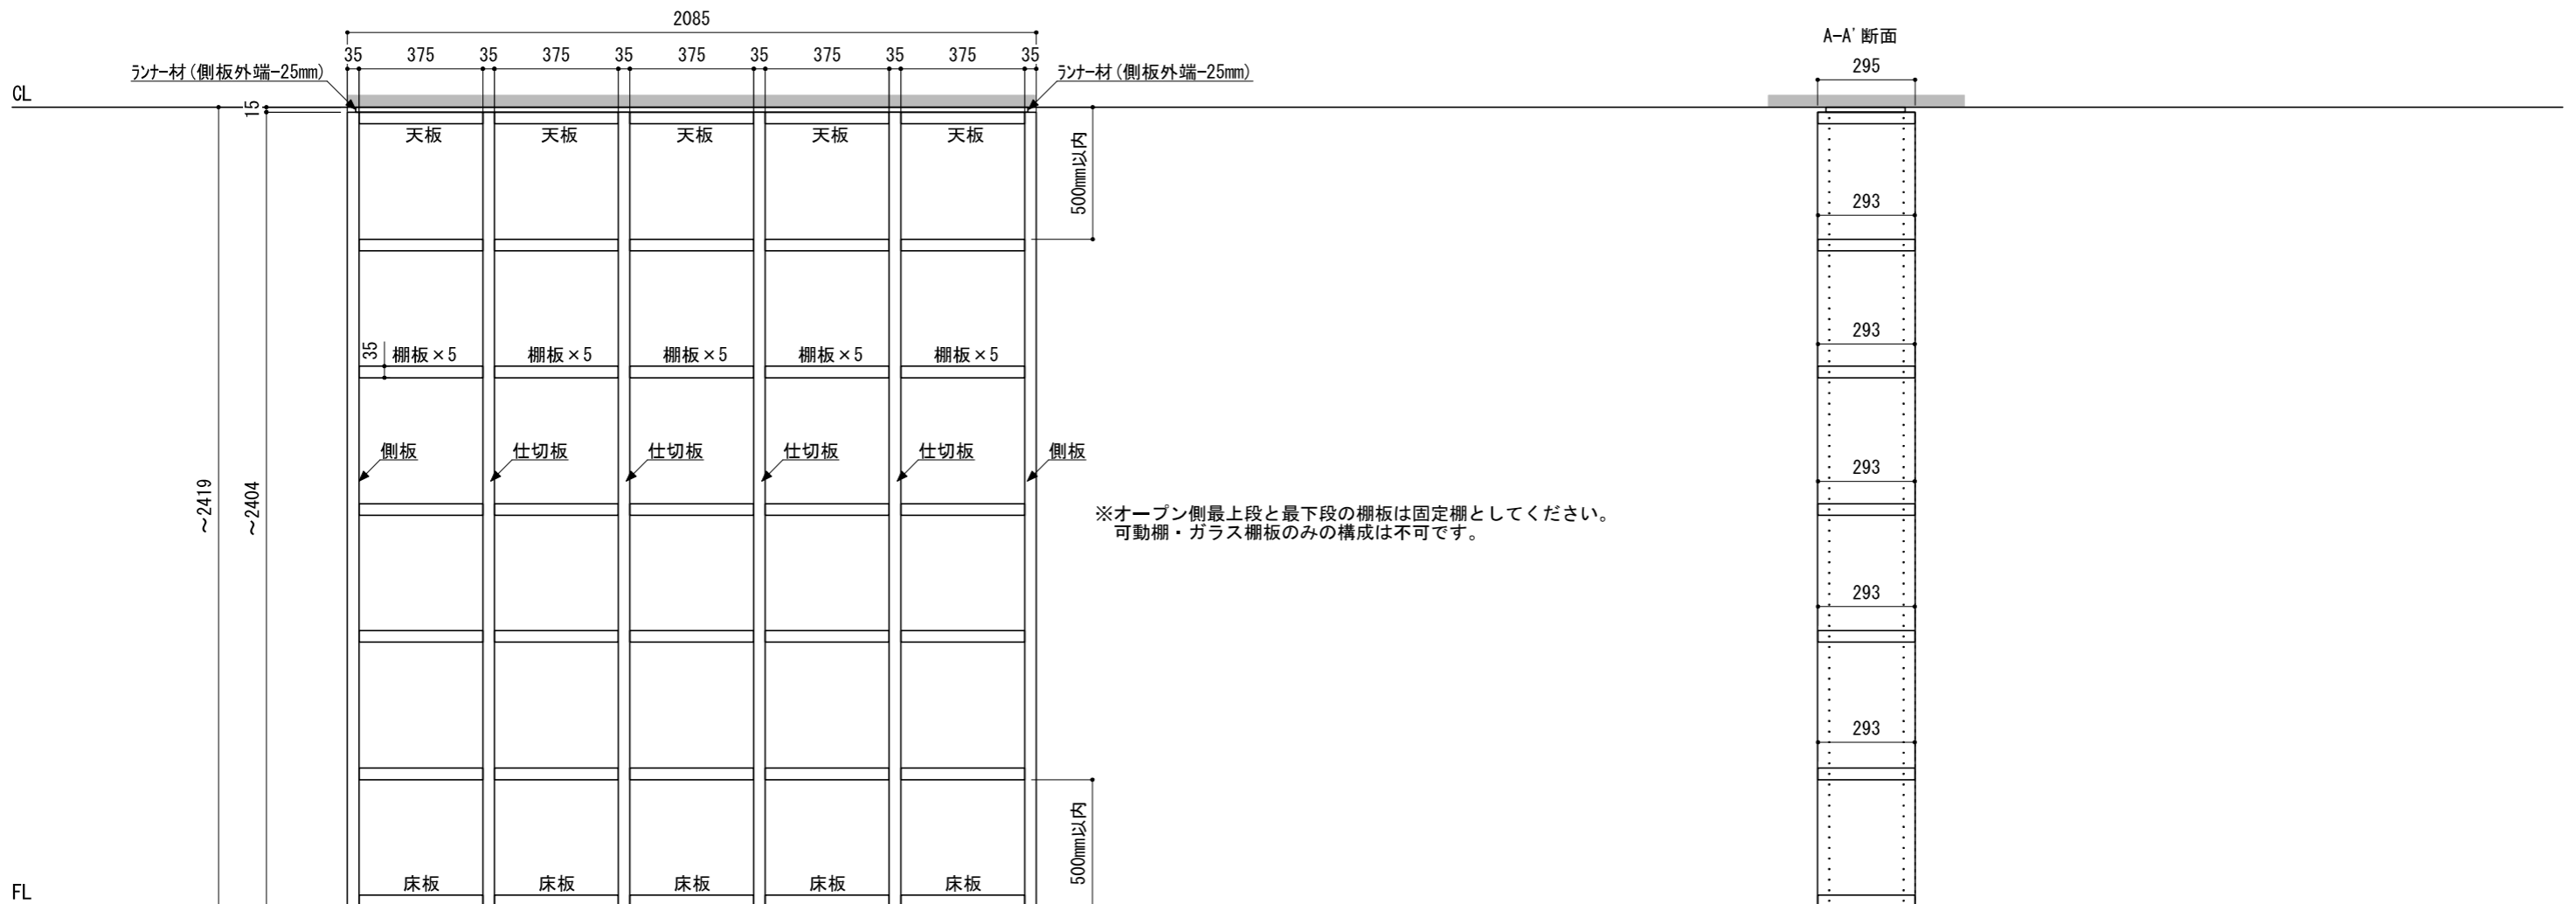 2085
A-A' 断面
35 375 35 375 35 375 35 375 35 375 35
295
ﾗﾝﾅｰ材(側板外端-25mm)
ﾗﾝﾅｰ材(側板外端-25mm)
CL
15
天板 天板 天板 天板 天板
500mm以内
293
293
35
棚板×5 棚板×5 棚板×5 棚板×5 棚板×5
側板 仕切板 仕切板 仕切板 仕切板 側板
293
～2419
～2404
※オープン側最上段と最下段の棚板は固定棚としてください。
可動棚・ガラス棚板のみの構成は不可です。
293
293
500mm以内
床板 床板 床板 床板 床板
FL